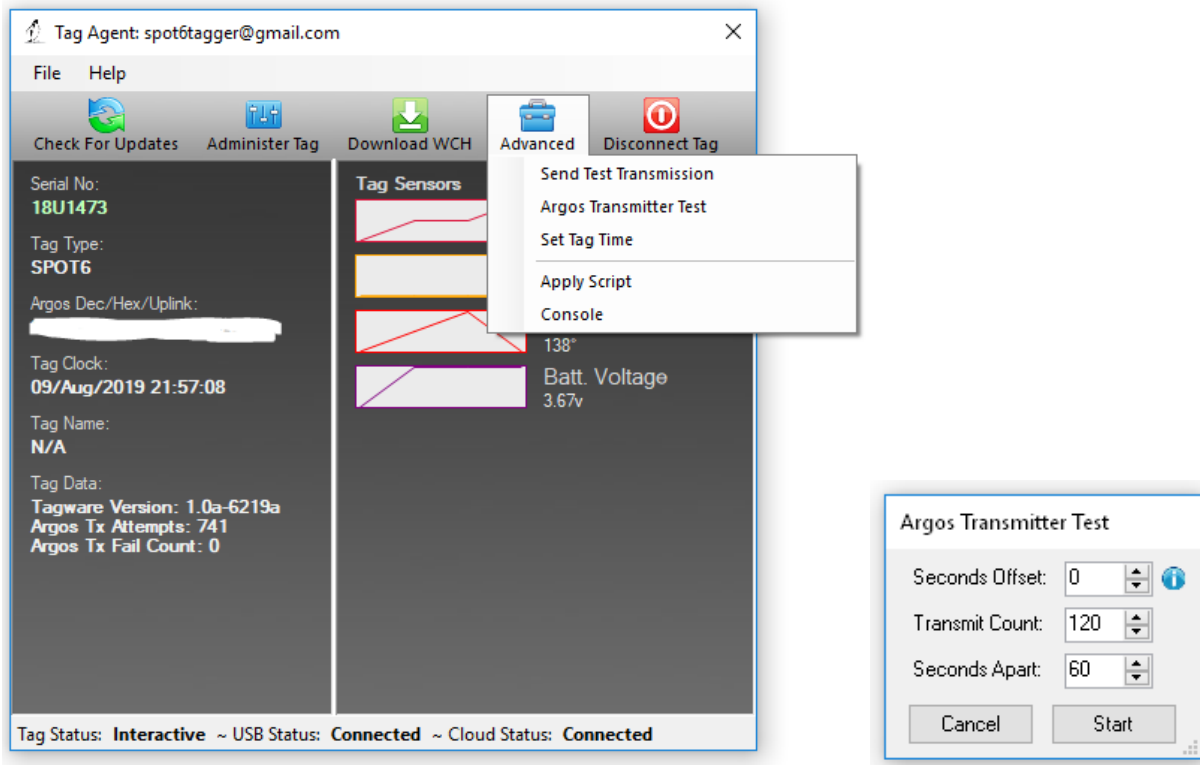 Tag Agent: spot6tagger@gmail.com
File Help
Check For Updates Administer Tag Download WCH Advanced Disconnect Tag
Serial No:
18U1473
Tag Type:
SPOT6
Argos Dec/Hex/Uplink:
Tag Clock:
09/Aug/2019 21:57:08
Tag Name:
N/A
Tag Data:
Tagware Version: 1.0a-6219a
Argos Tx Attempts: 741
Argos Tx Fail Count: 0
Tag Sensors
Send Test Transmission
Argos Transmitter Test
Set Tag Time
Apply Script
Console
138°
Batt. Voltage
3.67v
Tag Status: Interactive ~ USB Status: Connected ~ Cloud Status: Connected
Argos Transmitter Test
Seconds Offset: 0
Transmit Count: 120
Seconds Apart: 60
Cancel Start